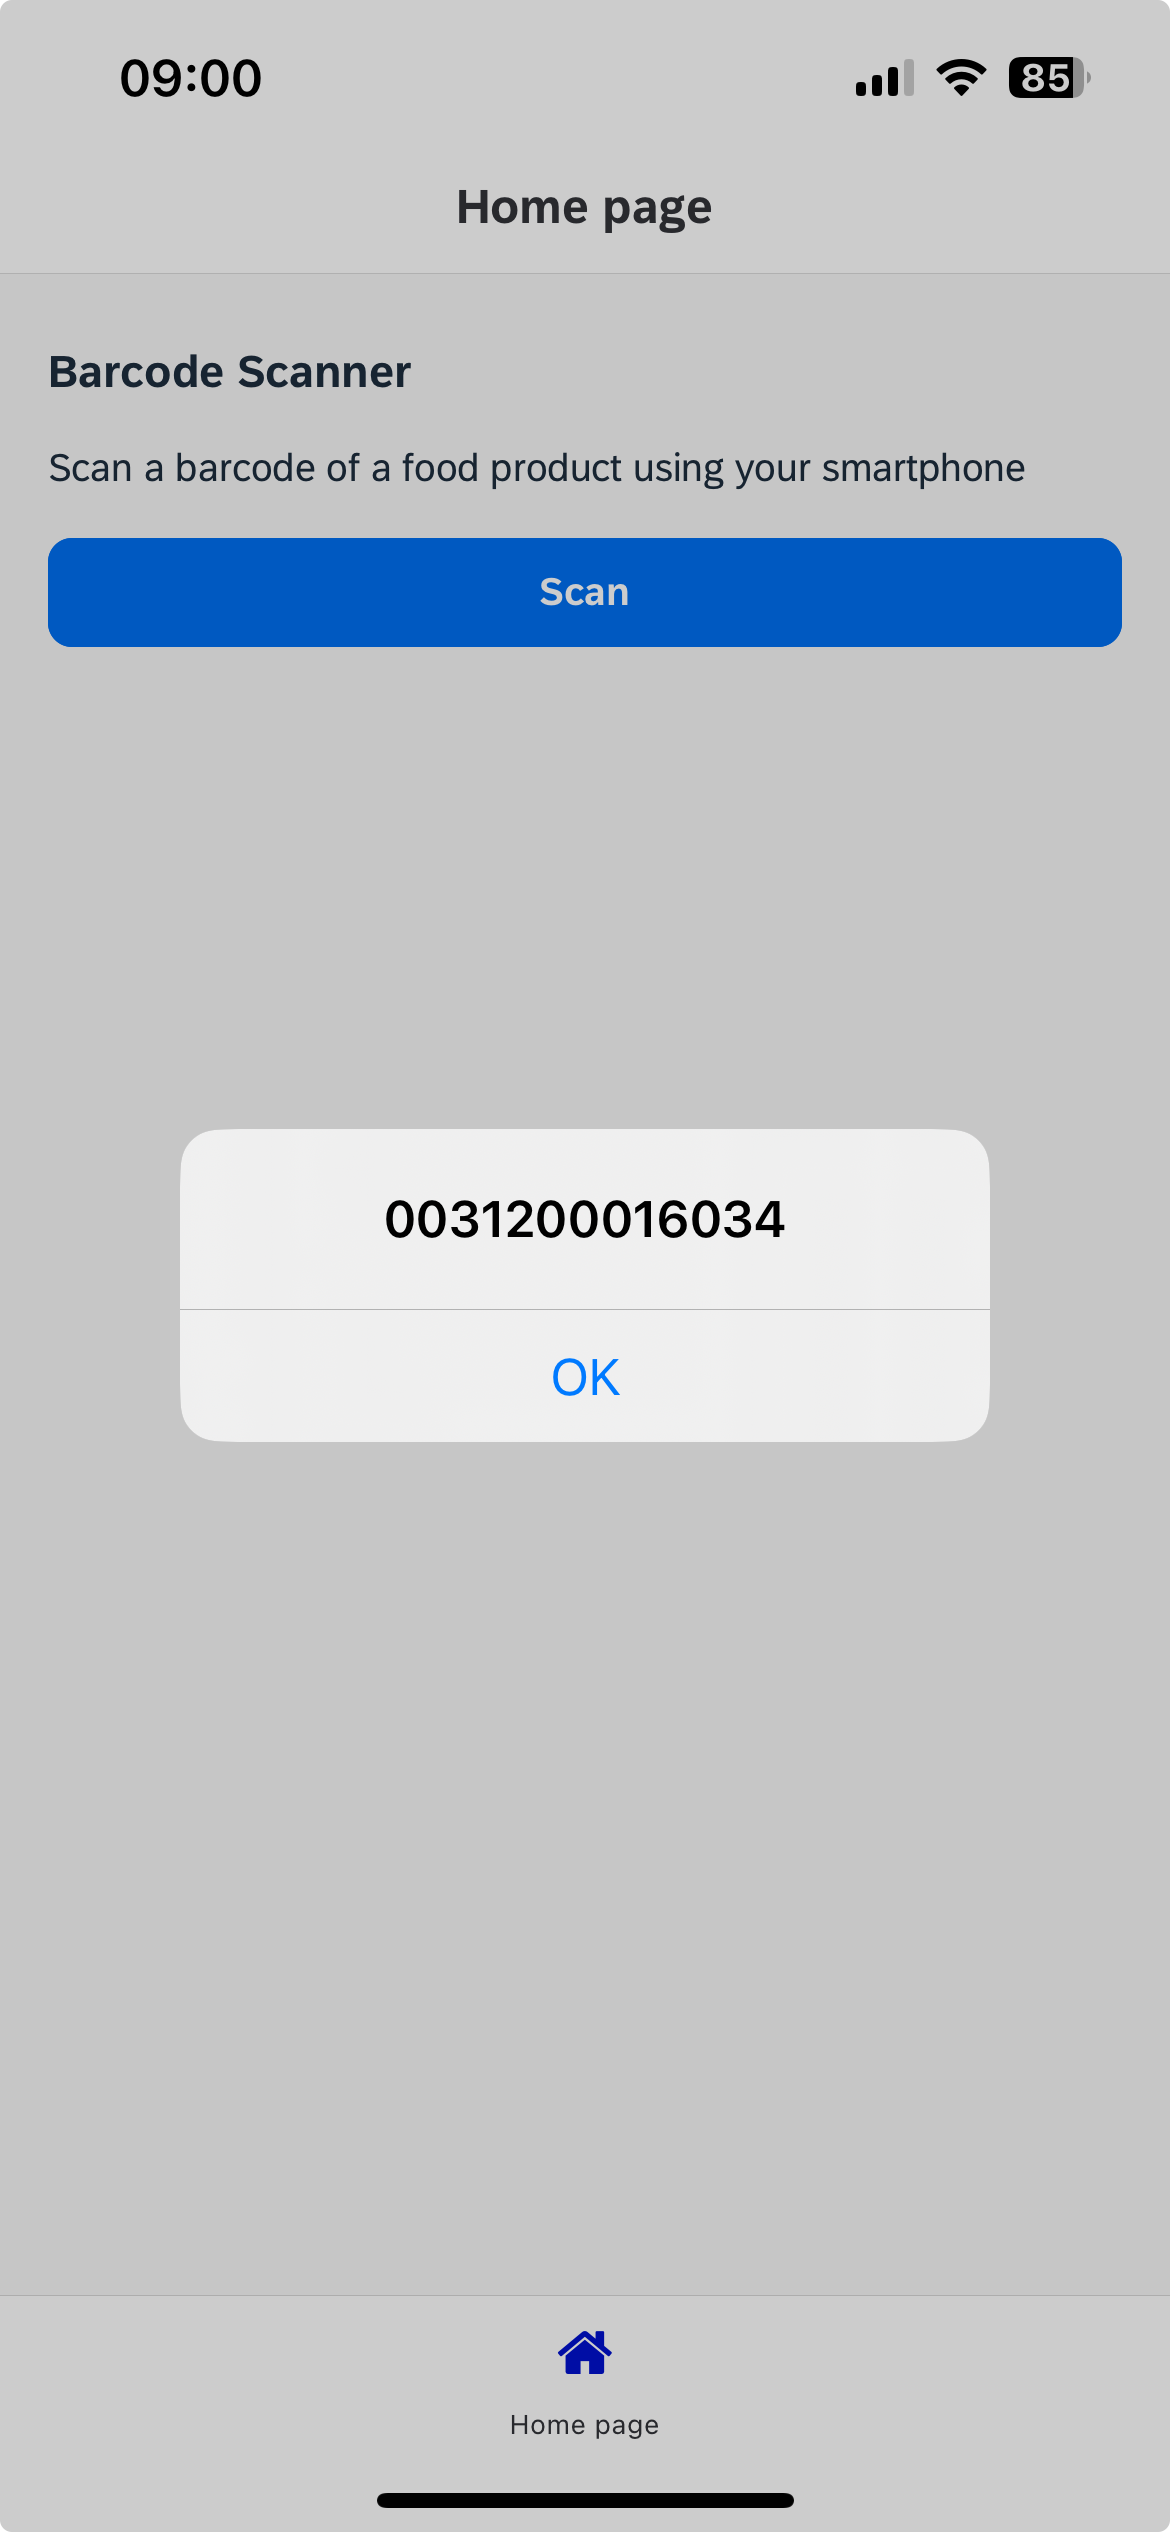 09:00
85
Home page
Barcode Scanner
Scan a barcode of a food product using your smartphone
Scan
0031200016034
OK
Home page